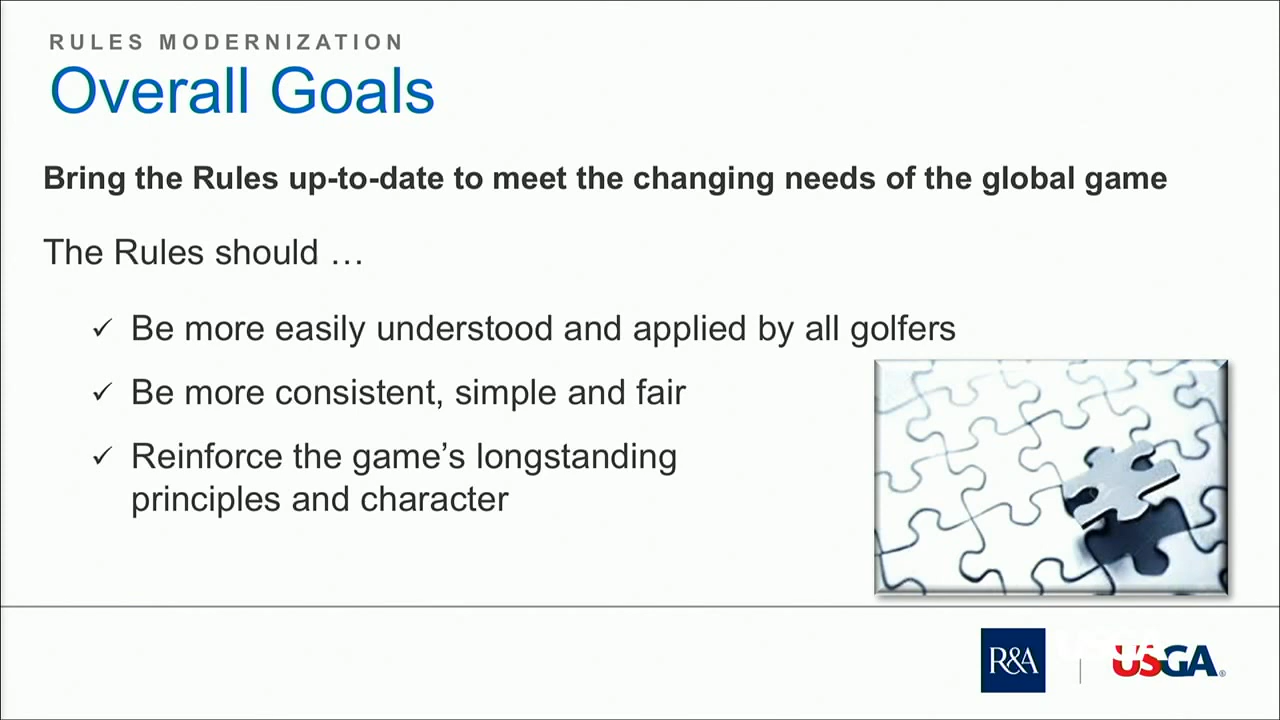 RULES MODERNIZATION
Overall Goals
Bring the Rules up-to-date to meet the changing needs of the global game
The Rules should …
✓ Be more easily understood and applied by all golfers
✓ Be more consistent, simple and fair
✓ Reinforce the game’s longstanding
principles and character
R&A | USGA®